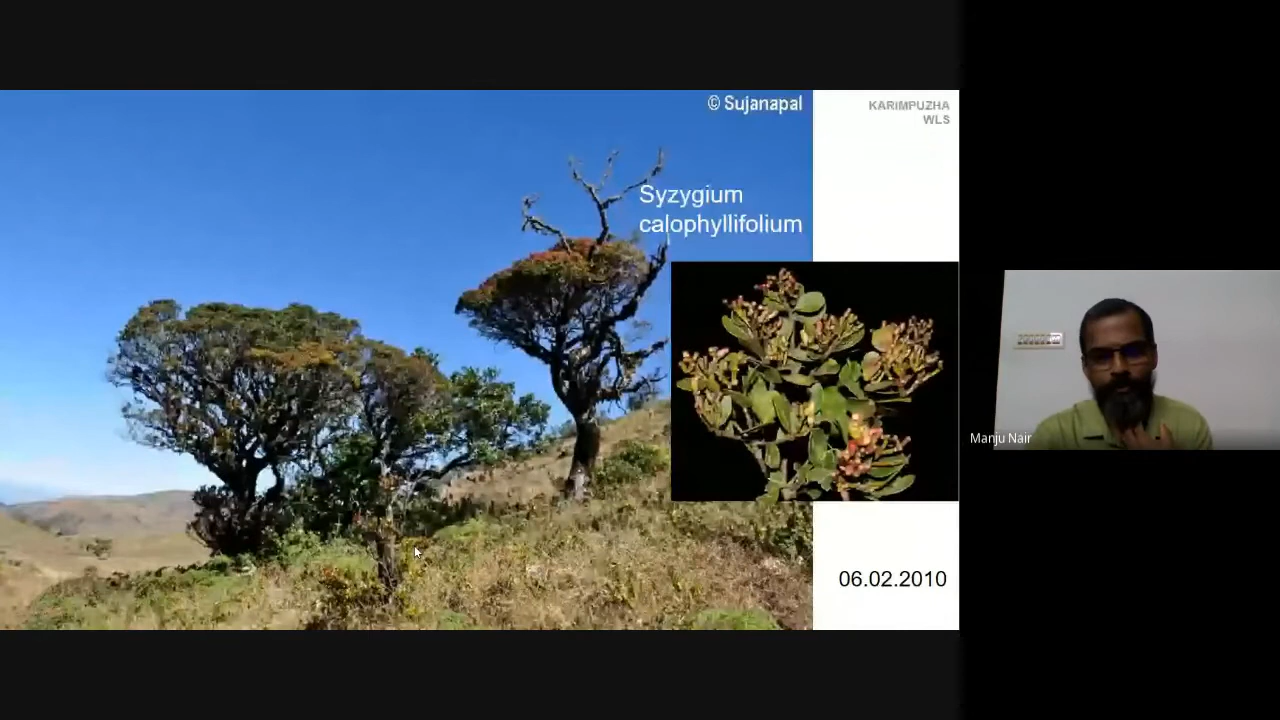 © Sujanapal
KARIMPUZHA
WLS
Syzygium
calophyllifolium
Manju Nair
06.02.2010